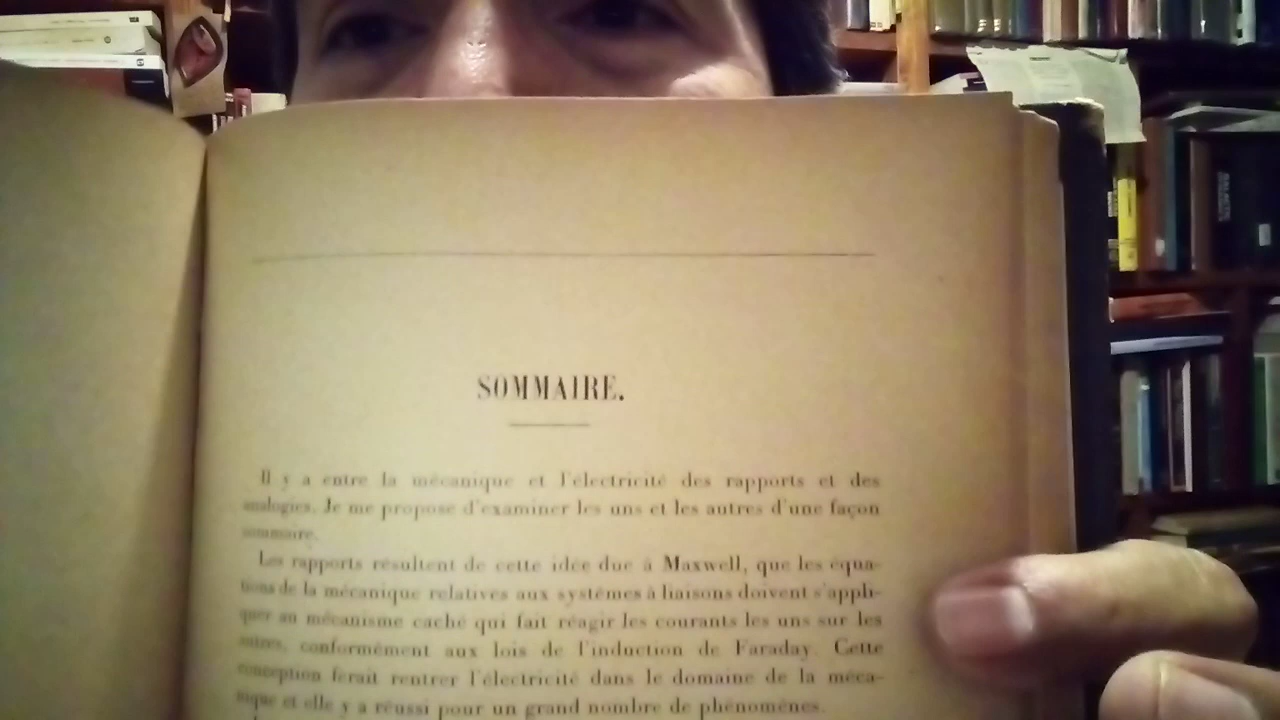 SOMMAIRE.
Il y a entre la mécanique et l'électricité des rapports et des
analogies. Je me propose d'examiner les uns et les autres d'une façon
sommaire.
Les rapports résultent de cette idée due à Maxwell, que les équa-
tions de la mécanique relatives aux systèmes à liaisons doivent s'appli-
quer au mécanisme caché qui fait réagir les courants les uns sur les
autres, conformément aux lois de l'induction de Faraday. Cette
conception ferait rentrer l'électricité dans le domaine de la méca-
nique et elle y a réussi pour un grand nombre de phénomènes.